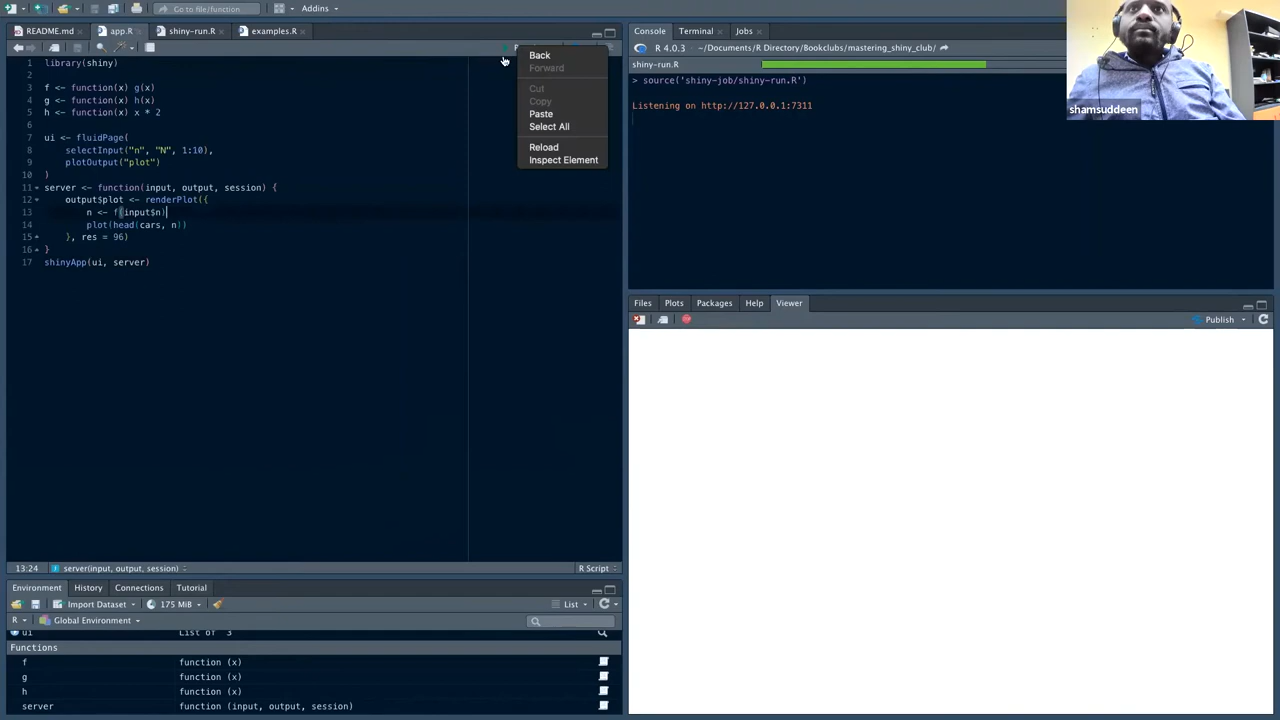 Go to file/function
Addins
README.md
app.R
shiny-run.R
examples.R
1 library(shiny)
2
3 f <- function(x) g(x)
4 g <- function(x) h(x)
5 h <- function(x) x * 2
6
7 ui <- fluidPage(
8 selectInput("n", "N", 1:10),
9 plotOutput("plot")
10 )
11 server <- function(input, output, session) {
12 output$plot <- renderPlot({
13 n <- f(input$n)
14 plot(head(cars, n))
15 }, res = 96)
16 }
17 shinyApp(ui, server)
Back
Forward
Cut
Copy
Paste
Select All
Reload
Inspect Element
13:24 server(input, output, session) R Script
Environment History Connections Tutorial
Import Dataset 175 MiB List
R Global Environment
ui List of 3
Functions
f function (x)
g function (x)
h function (x)
server function (input, output, session)
Console Terminal Jobs
R 4.0.3 · ~/Documents/R Directory/Bookclubs/mastering_shiny_club/
shiny-run.R
> source('shiny-job/shiny-run.R')
Listening on http://127.0.0.1:7311
Files Plots Packages Help Viewer
Publish
shamsuddeen